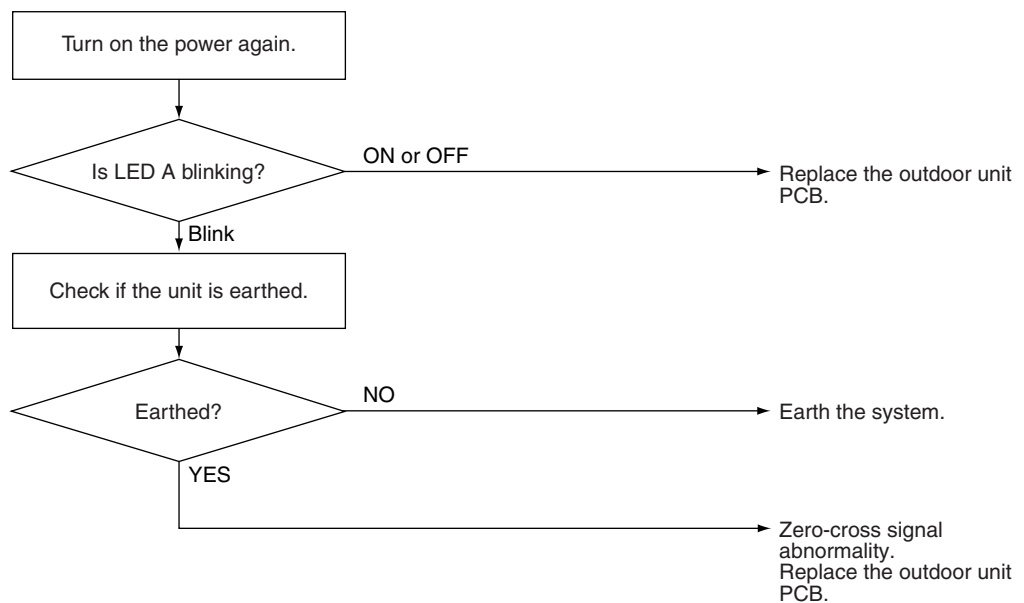 Turn on the power again.
Is LED A blinking?
ON or OFF
Replace the outdoor unit
PCB.
Blink
Check if the unit is earthed.
Earthed?
NO
Earth the system.
YES
Zero-cross signal
abnormality.
Replace the outdoor unit
PCB.